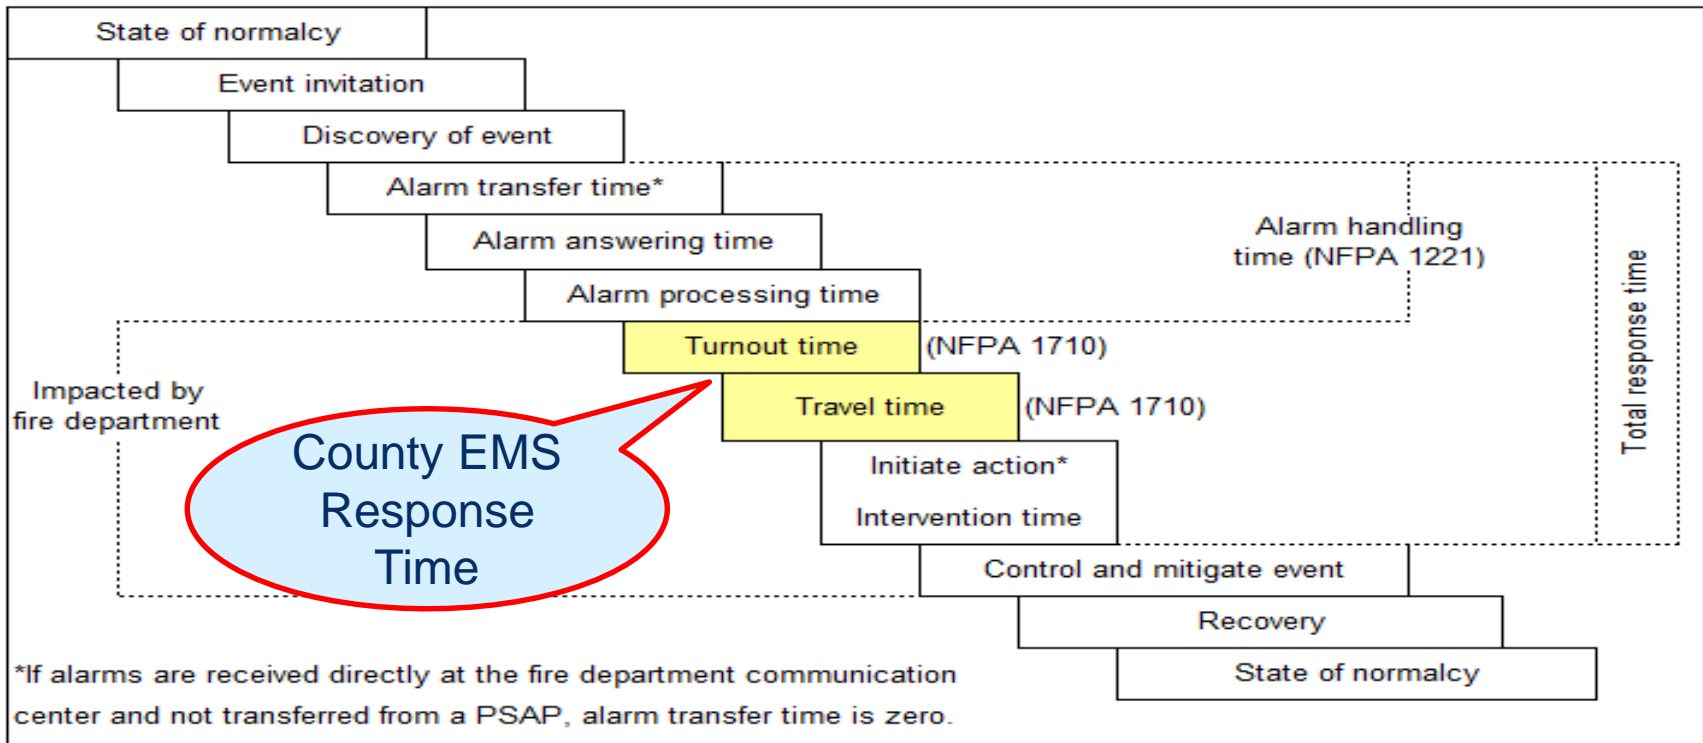 State of normalcy
Event invitation
Discovery of event
Alarm transfer time*
Alarm answering time
Alarm handling
time (NFPA 1221)
Alarm processing time
Total response time
Turnout time (NFPA 1710)
Impacted by
fire department
Travel time (NFPA 1710)
County EMS
Response
Time
Initiate action*
Intervention time
Control and mitigate event
Recovery
State of normalcy
*If alarms are received directly at the fire department communication
center and not transferred from a PSAP, alarm transfer time is zero.